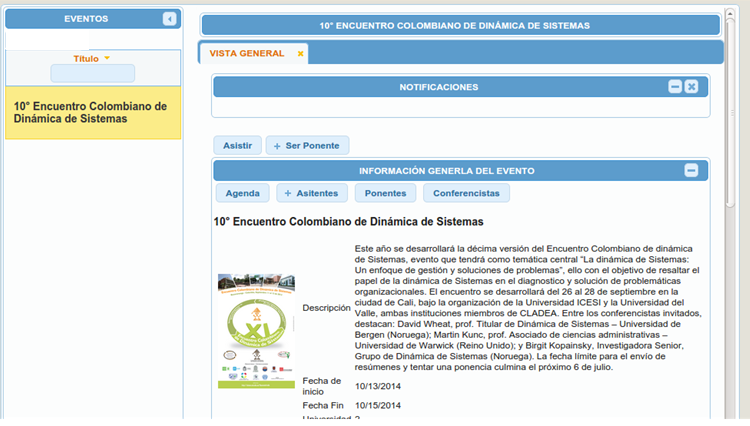 EVENTOS
Título
10° Encuentro Colombiano de
Dinámica de Sistemas
10° ENCUENTRO COLOMBIANO DE DINÁMICA DE SISTEMAS
VISTA GENERAL
NOTIFICACIONES
Asistir
+ Ser Ponente
INFORMACIÓN GENERLA DEL EVENTO
Agenda
+ Asitentes
Ponentes
Conferencistas
10° Encuentro Colombiano de Dinámica de Sistemas
XI
Descripción
Este año se desarrollará la décima versión del Encuentro Colombiano de dinámica
de Sistemas, evento que tendrá como temática central “La dinámica de Sistemas:
Un enfoque de gestión y soluciones de problemas”, ello con el objetivo de resaltar el
papel de la dinámica de Sistemas en el diagnostico y solución de problemáticas
organizacionales. El encuentro se desarrollará del 26 al 28 de septiembre en la
ciudad de Cali, bajo la organización de la Universidad ICESI y la Universidad del
Valle, ambas instituciones miembros de CLADEA. Entre los conferencistas invitados,
destacan: David Wheat, prof. Titular de Dinámica de Sistemas – Universidad de
Bergen (Noruega); Martin Kunc, prof. Asociado de ciencias administrativas –
Universidad de Warwick (Reino Unido); y Birgit Kopainsky, Investigadora Senior,
Grupo de Dinámica de Sistemas (Noruega). La fecha límite para el envío de
resúmenes y tentar una ponencia culmina el próximo 6 de julio.
Fecha de
inicio
10/13/2014
Fecha Fin 10/15/2014
Universidad 2